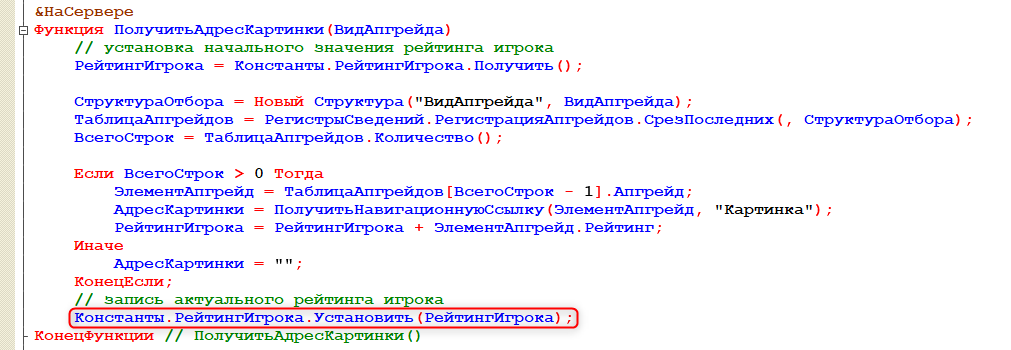 &НаСервере
Функция ПолучитьАдресКартинки(ВидАпгрейда)
// установка начального значения рейтинга игрока
РейтингИгрока = Константы.РейтингИгрока.Получить();
СтруктураОтбора = Новый Структура("ВидАпгрейда", ВидАпгрейда);
ТаблицаАпгрейдов = РегистрыСведений.РегистрацияАпгрейдов.СрезПоследних(, СтруктураОтбора);
ВсегоСтрок = ТаблицаАпгрейдов.Количество();
Если ВсегоСтрок > 0 Тогда
ЭлементАпгрейд = ТаблицаАпгрейдов[ВсегоСтрок - 1].Апгрейд;
АдресКартинки = ПолучитьНавигационнуюСсылку(ЭлементАпгрейд, "Картинка");
РейтингИгрока = РейтингИгрока + ЭлементАпгрейд.Рейтинг;
Иначе
АдресКартинки = "";
КонецЕсли;
// запись актуального рейтинга игрока
Константы.РейтингИгрока.Установить(РейтингИгрока);
КонецФункции // ПолучитьАдресКартинки()